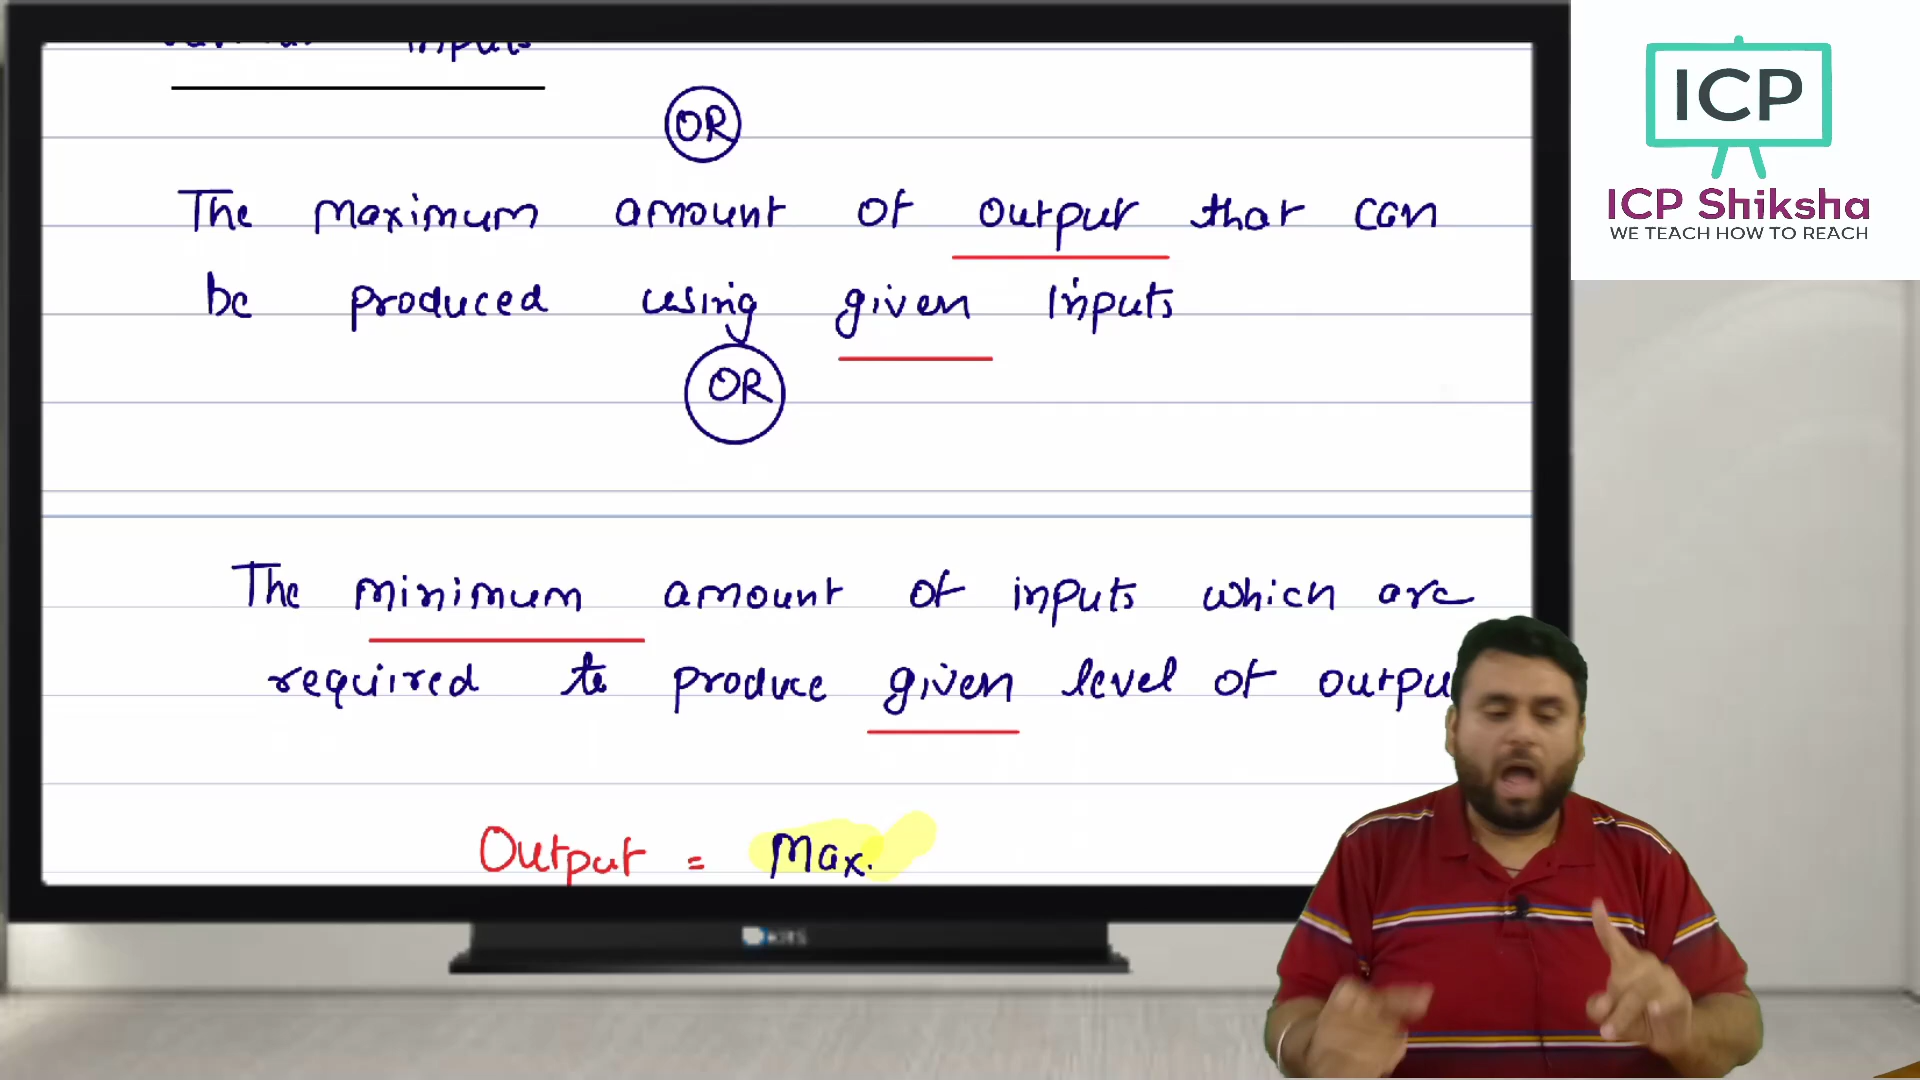 inputs
OR
The maximum amount of output that can
be produced using given inputs
OR
The minimum amount of inputs which are
required to produce given level of outpu
Output = Max.
ICP
ICP Shiksha
WE TEACH HOW TO REACH